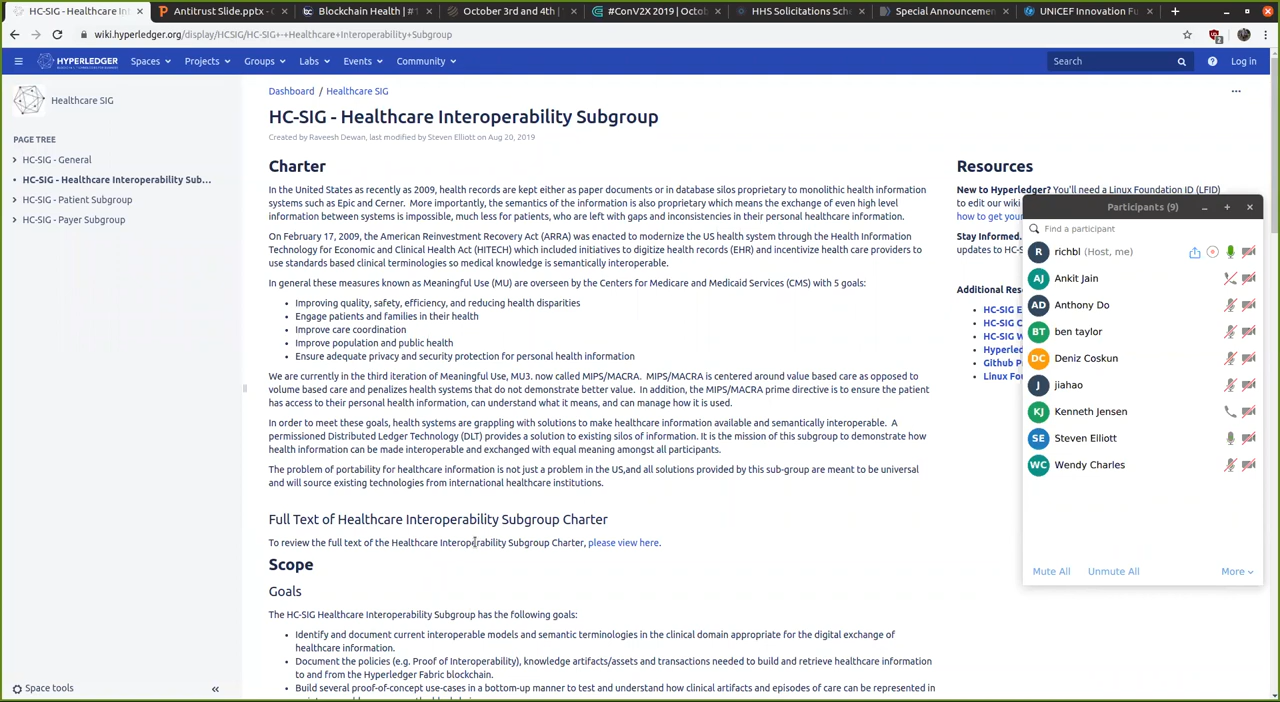 HC-SIG - Healthcare In
Antitrust Slide.pptx -
Blockchain Health | #1
October 3rd and 4th |
#ConV2X 2019 | Octob
HHS Solicitations Sch
Special Announcemen
UNICEF Innovation Fu
wiki.hyperledger.org/display/HCSIG/HC-SIG+-+Healthcare+Interoperability+Subgroup
HYPERLEDGER
Spaces
Projects
Groups
Labs
Events
Community
Search
Log in
Healthcare SIG
PAGE TREE
HC-SIG - General
HC-SIG - Healthcare Interoperability Sub...
HC-SIG - Patient Subgroup
HC-SIG - Payer Subgroup
Space tools
Dashboard / Healthcare SIG
HC-SIG - Healthcare Interoperability Subgroup
Created by Raveesh Dewan, last modified by Steven Elliott on Aug 20, 2019
Charter
In the United States as recently as 2009, health records are kept either as paper documents or in database silos proprietary to monolithic health information
systems such as Epic and Cerner. More importantly, the semantics of the information is also proprietary which means the exchange of even high level
information between systems is impossible, much less for patients, who are left with gaps and inconsistencies in their personal healthcare information.
On February 17, 2009, the American Reinvestment Recovery Act (ARRA) was enacted to modernize the US health system through the Health Information
Technology for Economic and Clinical Health Act (HITECH) which included initiatives to digitize health records (EHR) and incentivize health care providers to
use standards based clinical terminologies so medical knowledge is semantically interoperable.
In general these measures known as Meaningful Use (MU) are overseen by the Centers for Medicare and Medicaid Services (CMS) with 5 goals:
• Improving quality, safety, efficiency, and reducing health disparities
• Engage patients and families in their health
• Improve care coordination
• Improve population and public health
• Ensure adequate privacy and security protection for personal health information
We are currently in the third iteration of Meaningful Use, MU3. now called MIPS/MACRA. MIPS/MACRA is centered around value based care as opposed to
volume based care and penalizes health systems that do not demonstrate better value. In addition, the MIPS/MACRA prime directive is to ensure the patient
has access to their personal health information, can understand what it means, and can manage how it is used.
In order to meet these goals, health systems are grappling with solutions to make healthcare information available and semantically interoperable. A
permissioned Distributed Ledger Technology (DLT) provides a solution to existing silos of information. It is the mission of this subgroup to demonstrate how
health information can be made interoperable and exchanged with equal meaning amongst all participants.
The problem of portability for healthcare information is not just a problem in the US,and all solutions provided by this sub-group are meant to be universal
and will source existing technologies from international healthcare institutions.
Full Text of Healthcare Interoperability Subgroup Charter
To review the full text of the Healthcare Interoperability Subgroup Charter, please view here.
Scope
Goals
The HC-SIG Healthcare Interoperability Subgroup has the following goals:
• Identify and document current interoperable models and semantic terminologies in the clinical domain appropriate for the digital exchange of
healthcare information.
• Document the policies (e.g. Proof of Interoperability), knowledge artifacts/assets and transactions needed to build and retrieve healthcare information
to and from the Hyperledger Fabric blockchain.
• Build several proof-of-concept use-cases in a bottom-up manner to test and understand how clinical artifacts and episodes of care can be represented in
Resources
New to Hyperledger? You'll need a Linux Foundation ID (LFID)
to edit our wiki
how to get your
Stay Informed.
updates to HC-S
Additional Res
• HC-SIG E
• HC-SIG C
• HC-SIG W
• Hyperled
• Github P
• Linux Fou
Participants (9)
Find a participant
R richbl (Host, me)
AJ Ankit Jain
AD Anthony Do
BT ben taylor
DC Deniz Coskun
J jiahao
KJ Kenneth Jensen
SE Steven Elliott
WC Wendy Charles
Mute All
Unmute All
More